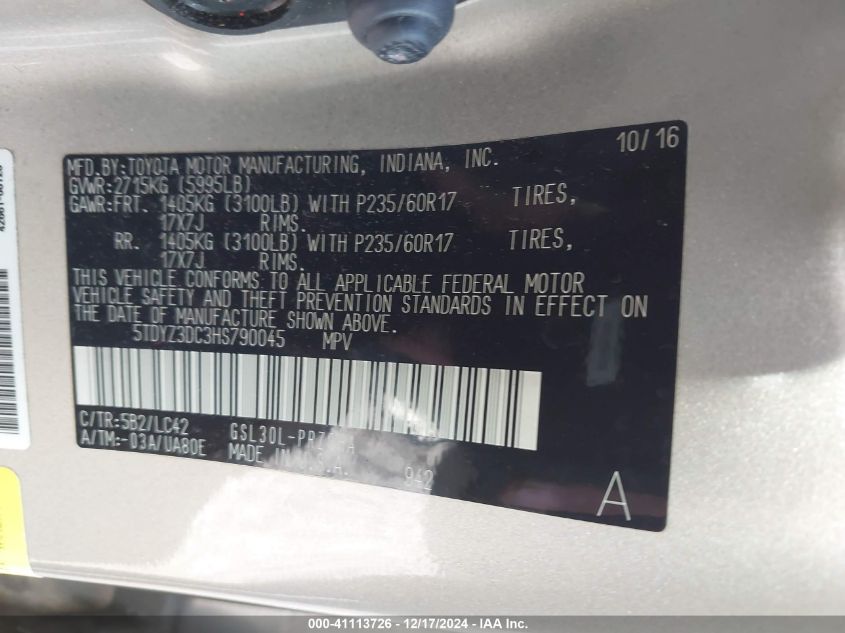 10/16
MFD.BY:TOYOTA MOTOR MANUFACTURING, INDIANA, INC.
GVWR:2715KG (5995LB)
GAWR:FRT. 1405KG (3100LB) WITH P235/60R17 TIRES,
17X7J RIMS.
RR. 1405KG (3100LB) WITH P235/60R17 TIRES,
17X7J RIMS.
THIS VEHICLE CONFORMS TO ALL APPLICABLE FEDERAL MOTOR
VEHICLE SAFETY AND THEFT PREVENTION STANDARDS IN EFFECT ON
THE DATE OF MANUFACTURE SHOWN ABOVE.
5TDYZ3DC3HS790045 MPV
C/TR:5B2/LC42
A/TM:-03A/UA80E
MADE IN U.S.A. 942
A
000-41113726 - 12/17/2024 - IAA Inc.